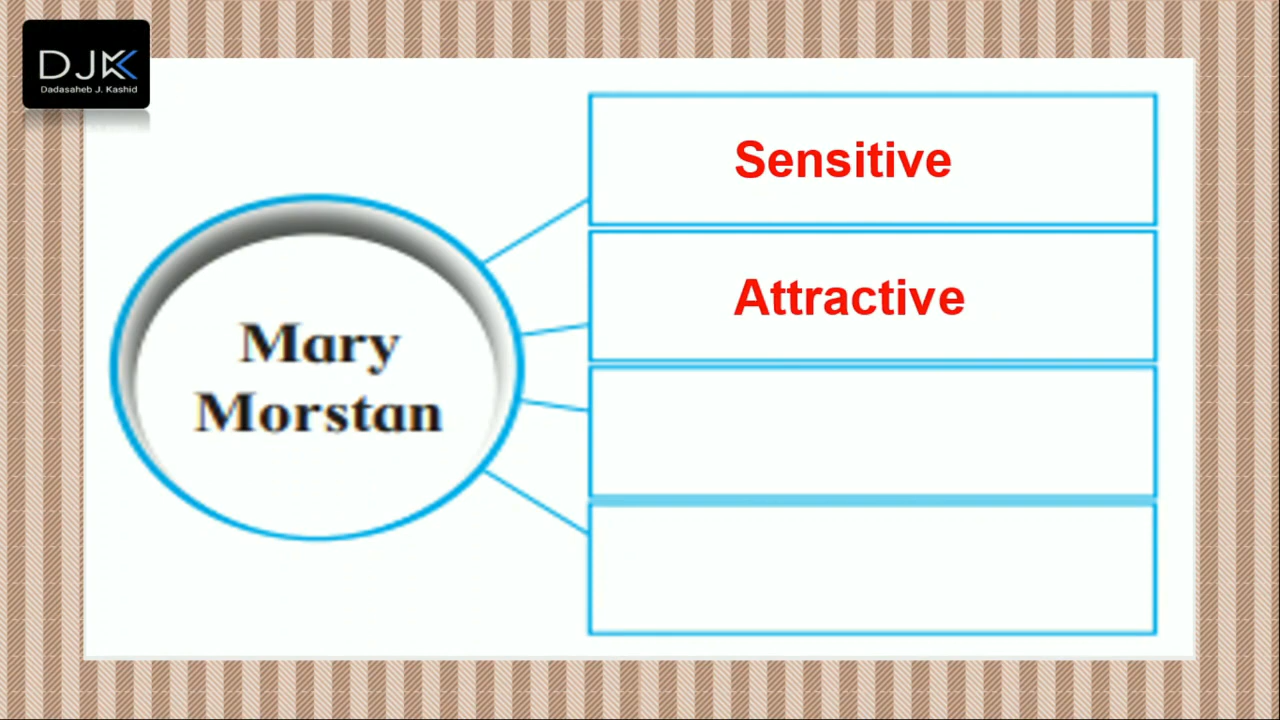 DJK
Dadasaheb J. Kashid
Sensitive
Attractive
Mary
Morstan